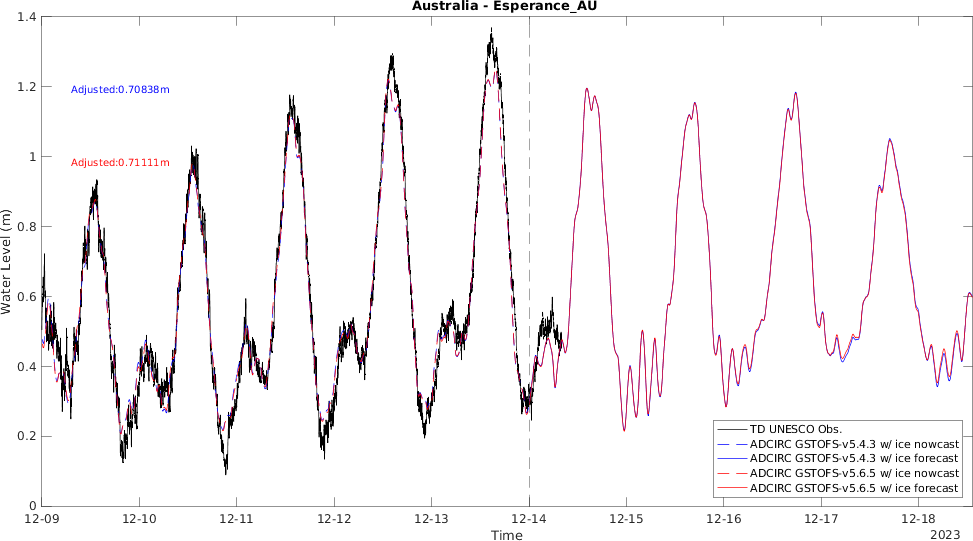 Australia - Esperance_AU
1.4
1.2
1
0.8
0.6
0.4
0.2
0
Water Level (m)
Adjusted:0.70838m
Adjusted:0.71111m
TD UNESCO Obs.
ADCIRC GSTOFS-v5.4.3 w/ ice nowcast
ADCIRC GSTOFS-v5.4.3 w/ ice forecast
ADCIRC GSTOFS-v5.6.5 w/ ice nowcast
ADCIRC GSTOFS-v5.6.5 w/ ice forecast
12-09 12-10 12-11 12-12 12-13 12-14 12-15 12-16 12-17 12-18
Time
2023